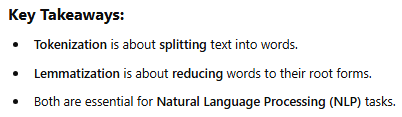 Key Takeaways:
• Tokenization is about splitting text into words.
• Lemmatization is about reducing words to their root forms.
• Both are essential for Natural Language Processing (NLP) tasks.